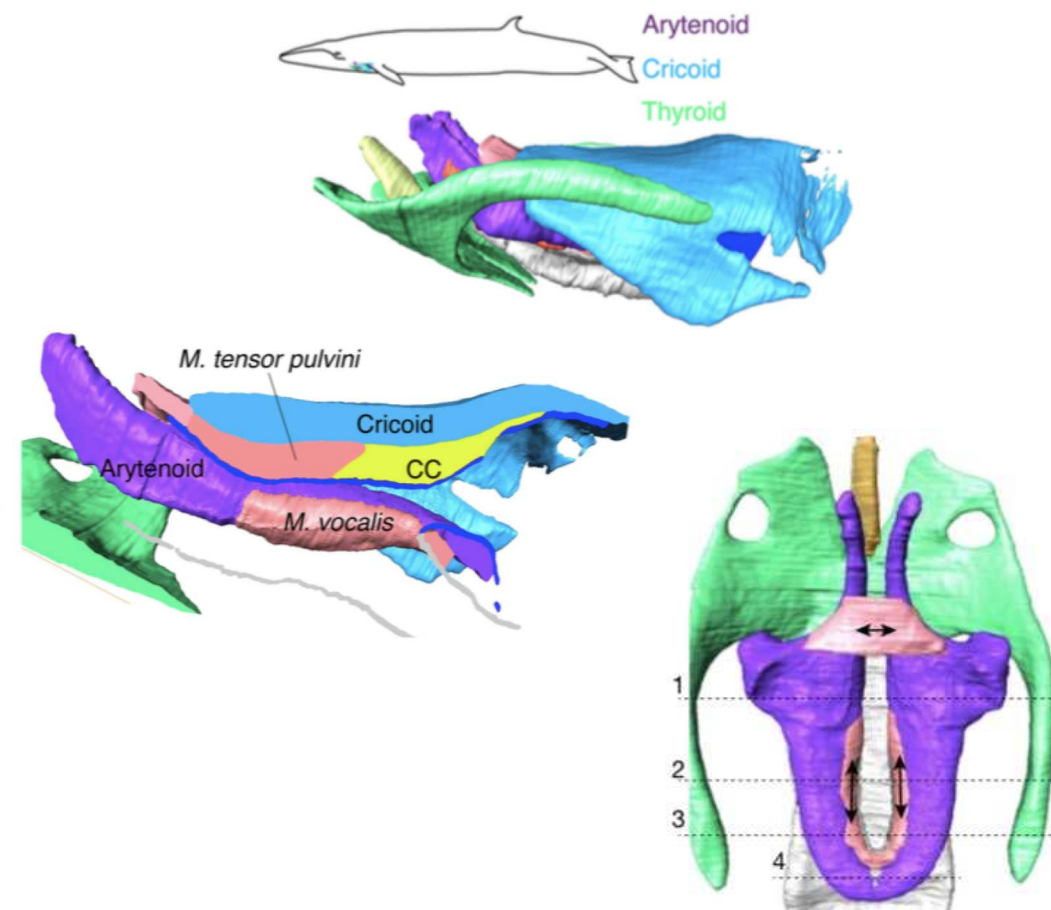 Arytenoid
Cricoid
Thyroid
M. tensor pulvini
Cricoid
Arytenoid
CC
M. vocalis
1
2
3
4